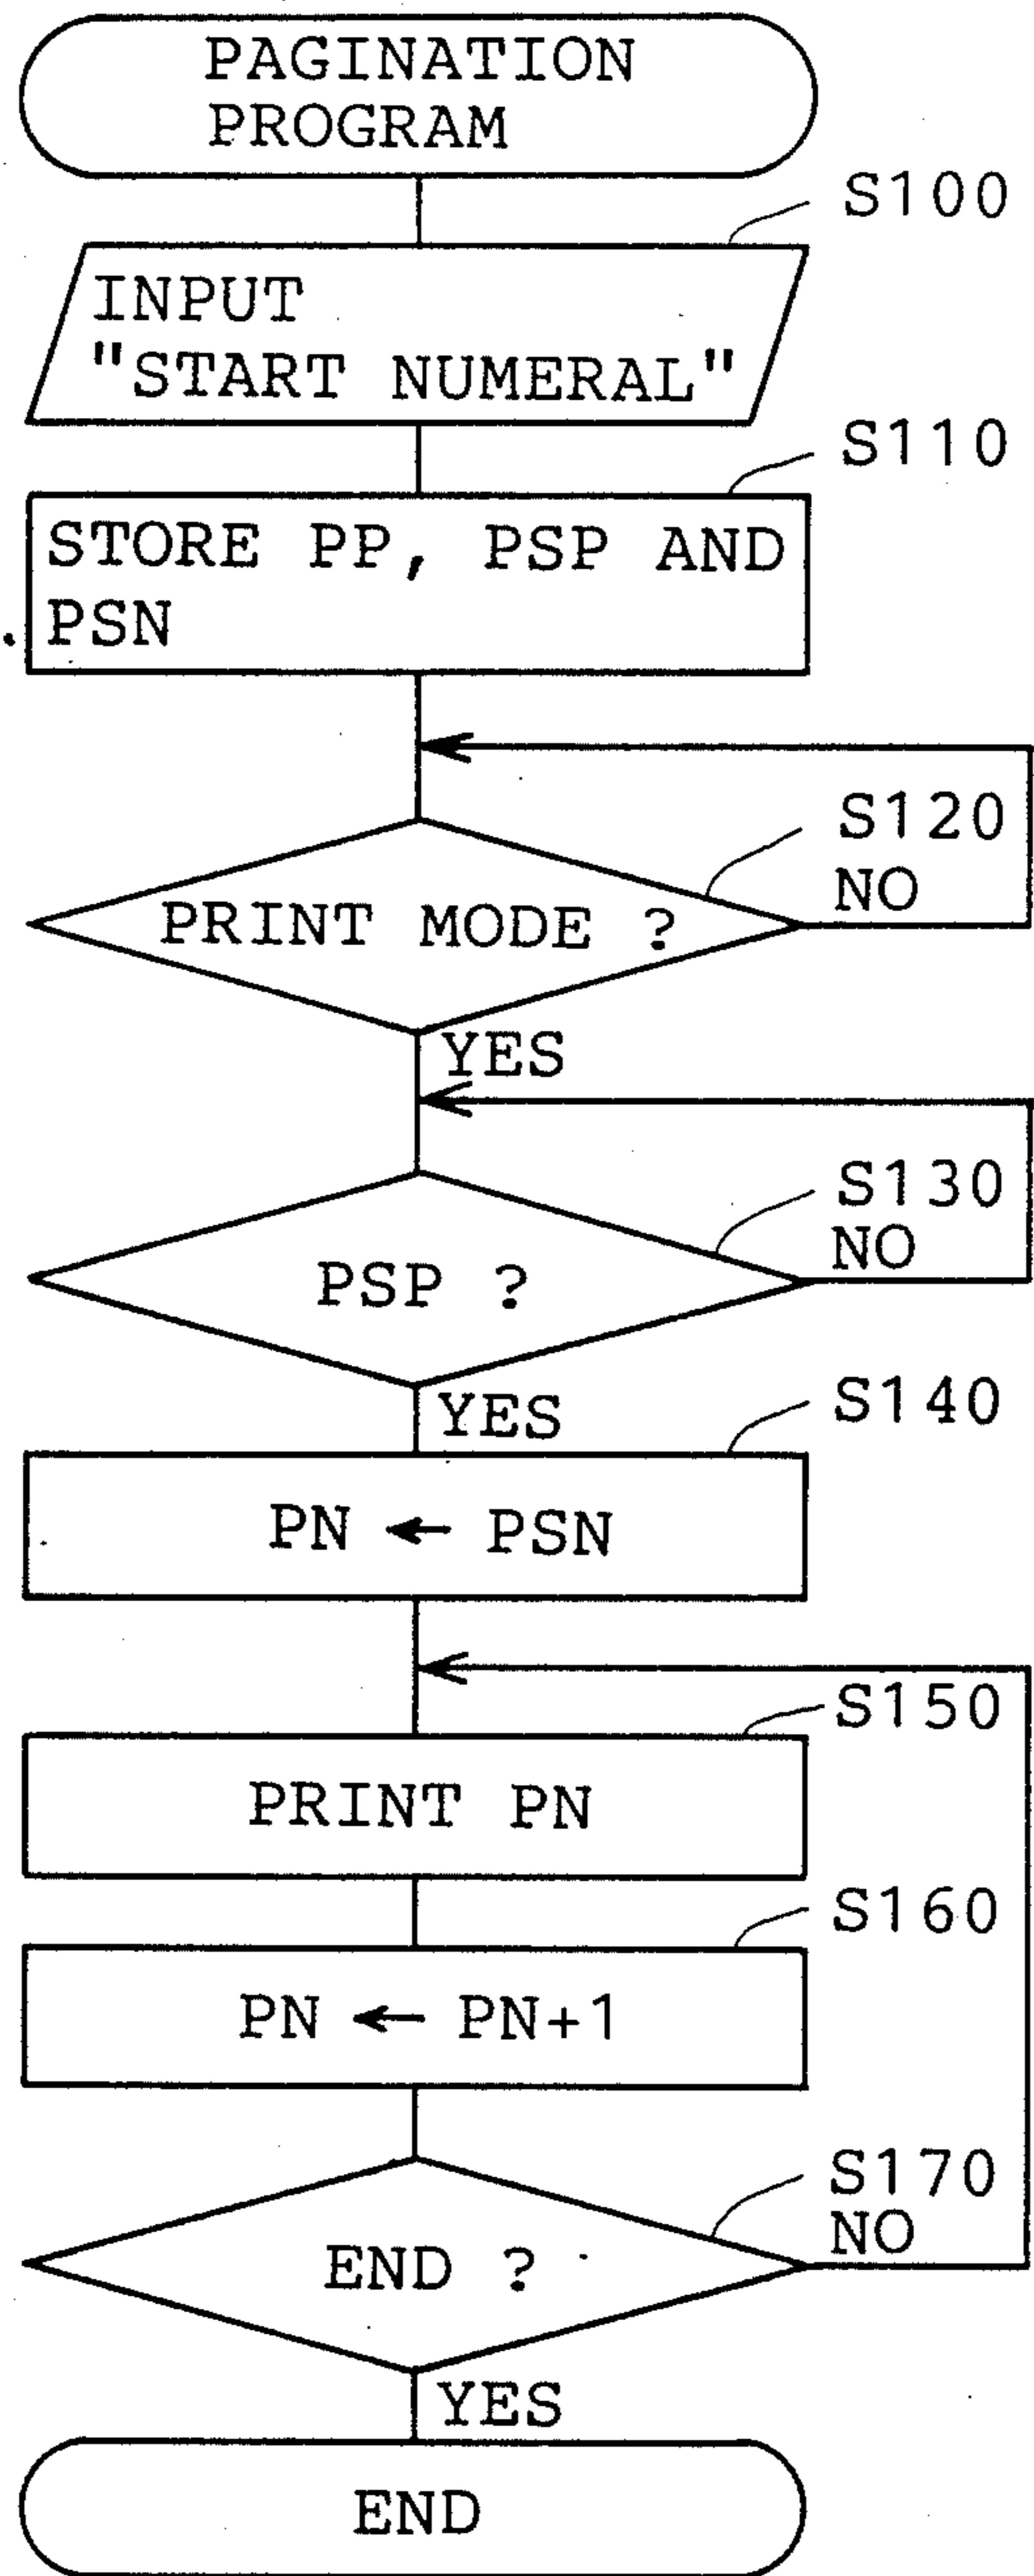 PAGINATION
PROGRAM
S100
INPUT
"START NUMERAL"
S110
STORE PP, PSP AND
PSN
S120
NO
PRINT MODE ?
YES
S130
NO
PSP ?
YES
S140
PN ← PSN
S150
PRINT PN
S160
PN ← PN+1
S170
NO
END ?
YES
END